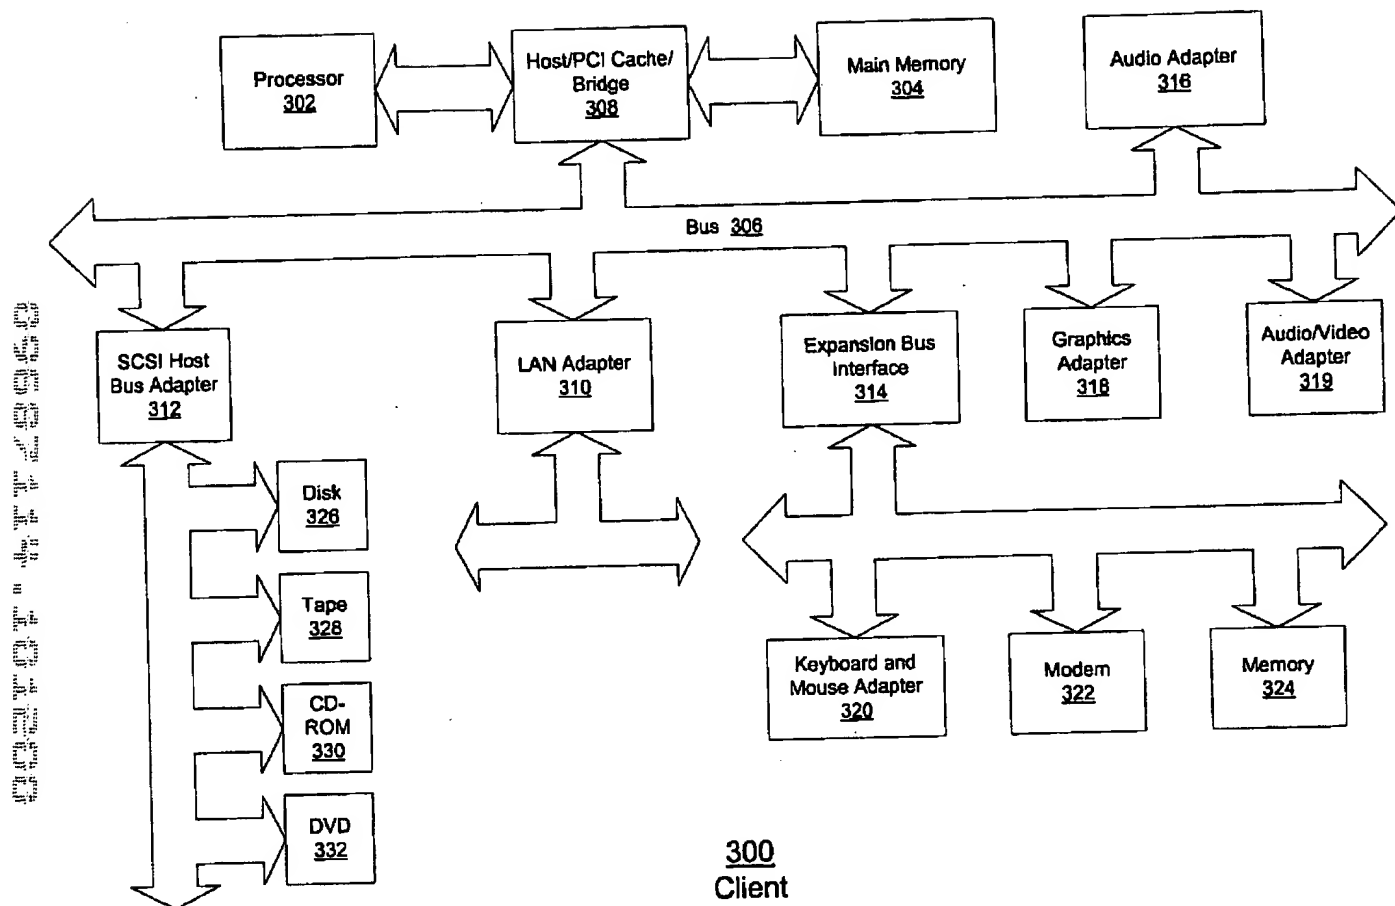 Processor
302
Host/PCI Cache/
Bridge
308
Main Memory
304
Audio Adapter
316
Bus 306
SCSI Host
Bus Adapter
312
LAN Adapter
310
Expansion Bus
Interface
314
Graphics
Adapter
318
Audio/Video
Adapter
319
Disk
326
Tape
328
CD-
ROM
330
DVD
332
Keyboard and
Mouse Adapter
320
Modem
322
Memory
324
300
Client